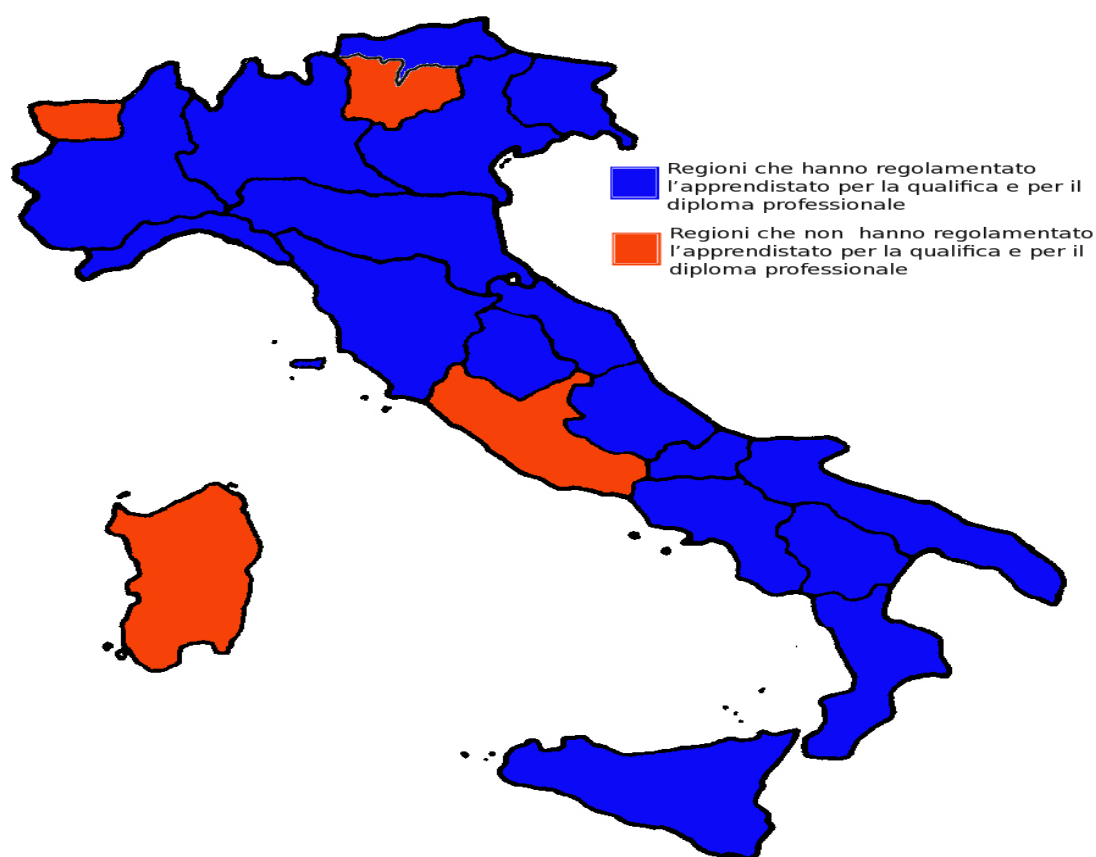 Regioni che hanno regolamentato
l'apprendistato per la qualifica e per il
diploma professionale
Regioni che non  hanno regolamentato
l'apprendistato per la qualifica e per il
diploma professionale